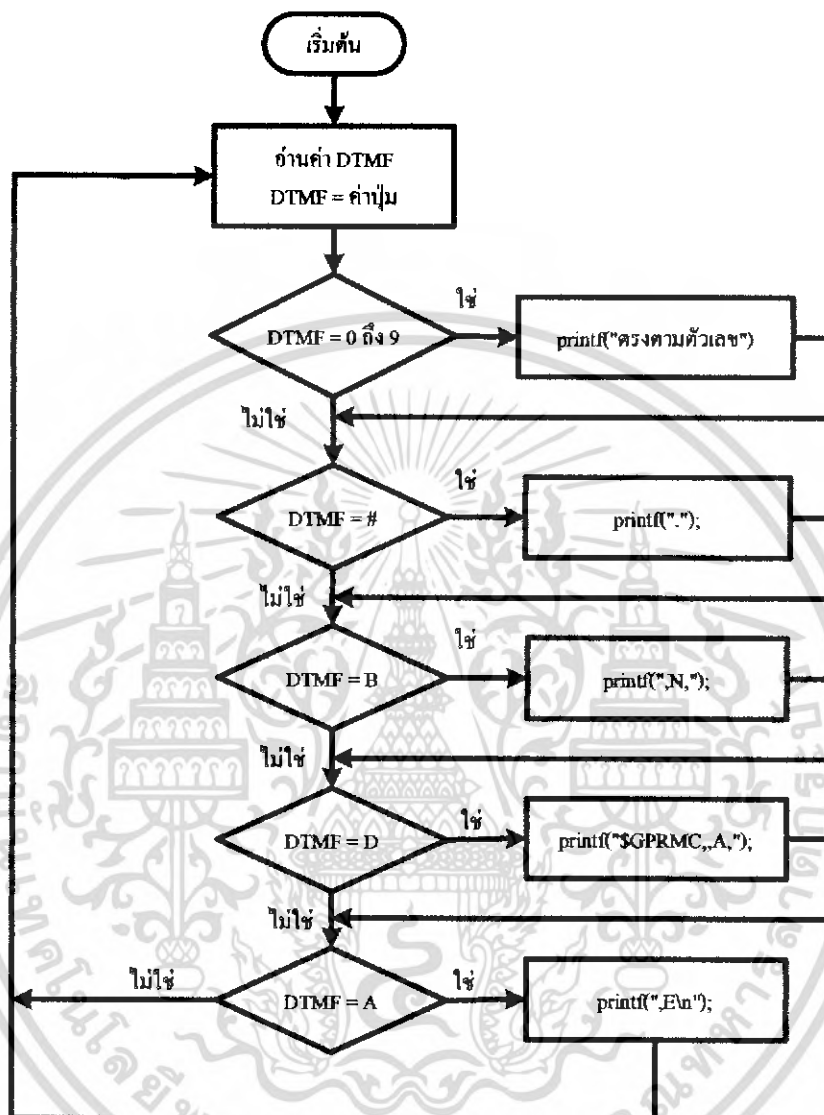 เริ่มต้น
อ่านค่า DTMF
DTMF = ค่าปุ่ม
DTMF = 0 ถึง 9
ใช่
printf("ตรงตามตัวเลข")
ไม่ใช่
DTMF = #
ใช่
printf(".");
ไม่ใช่
DTMF = B
ใช่
printf(",N,");
ไม่ใช่
DTMF = D
ใช่
printf("$GPRMC,,A,");
ไม่ใช่
DTMF = A
ไม่ใช่
ใช่
printf(",E\n");